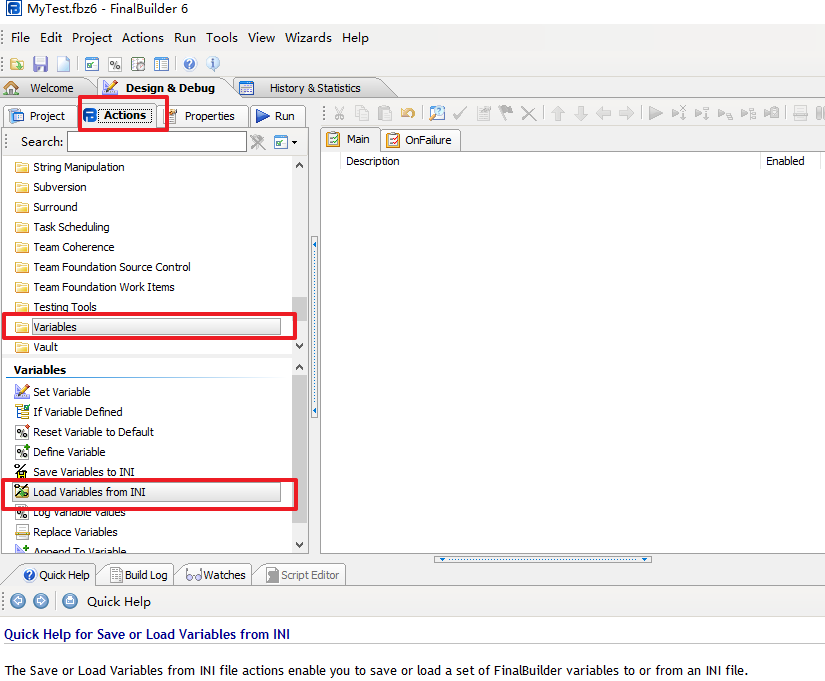 MyTest.fbz6 - FinalBuilder 6
File Edit Project Actions Run Tools View Wizards Help
Welcome Design & Debug History & Statistics
Project Actions Properties Run
Search:
Main OnFailure
Description Enabled
String Manipulation
Subversion
Surround
Task Scheduling
Team Coherence
Team Foundation Source Control
Team Foundation Work Items
Testing Tools
Variables
Vault
Variables
Set Variable
If Variable Defined
Reset Variable to Default
Define Variable
Save Variables to INI
Load Variables from INI
Log Variable Values
Replace Variables
Append To Variable
Quick Help Build Log Watches Script Editor
Quick Help
Quick Help for Save or Load Variables from INI
The Save or Load Variables from INI file actions enable you to save or load a set of FinalBuilder variables to or from an INI file.